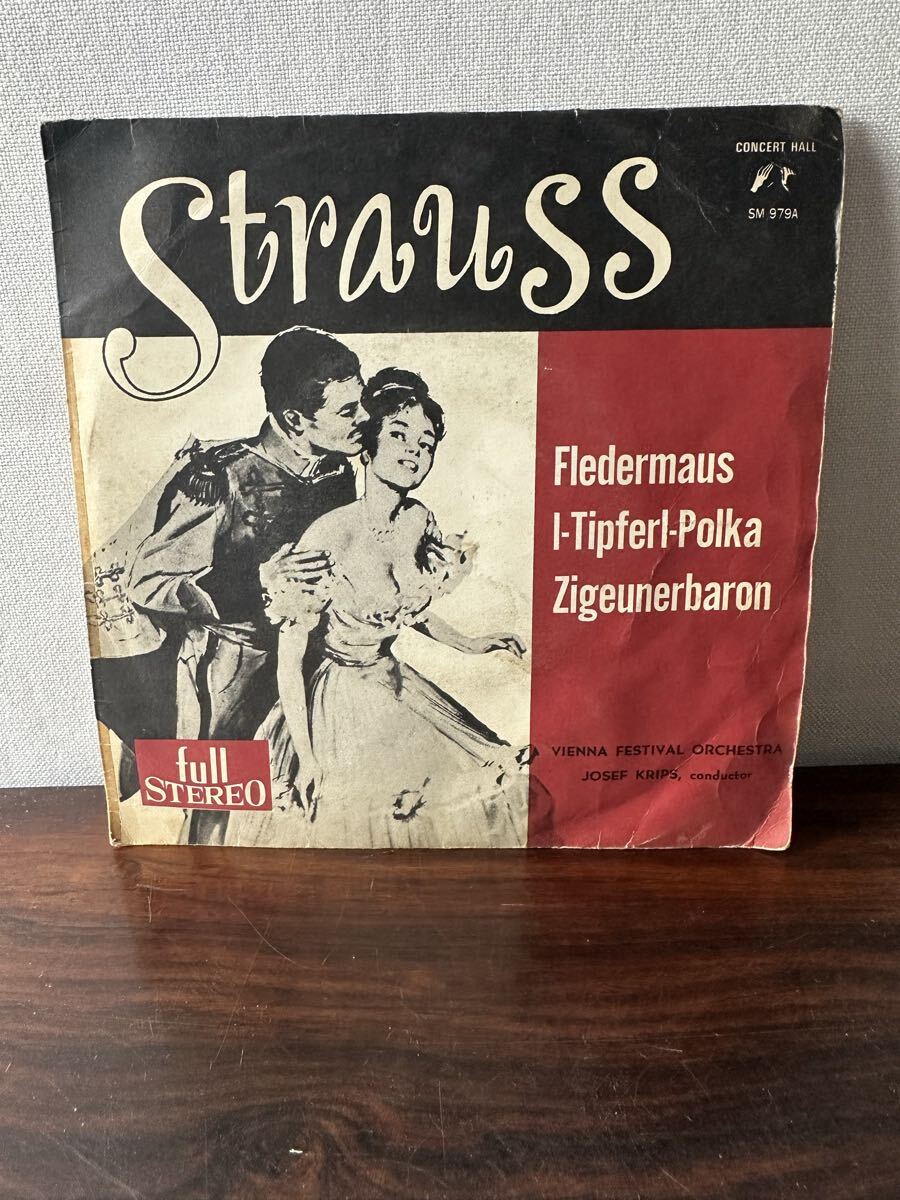 CONCERT HALL
SM 979A
Strauss
Fledermaus
I-Tipferl-Polka
Zigeunerbaron
VIENNA FESTIVAL ORCHESTRA
JOSEF KRIPS, conductor
full
STEREO